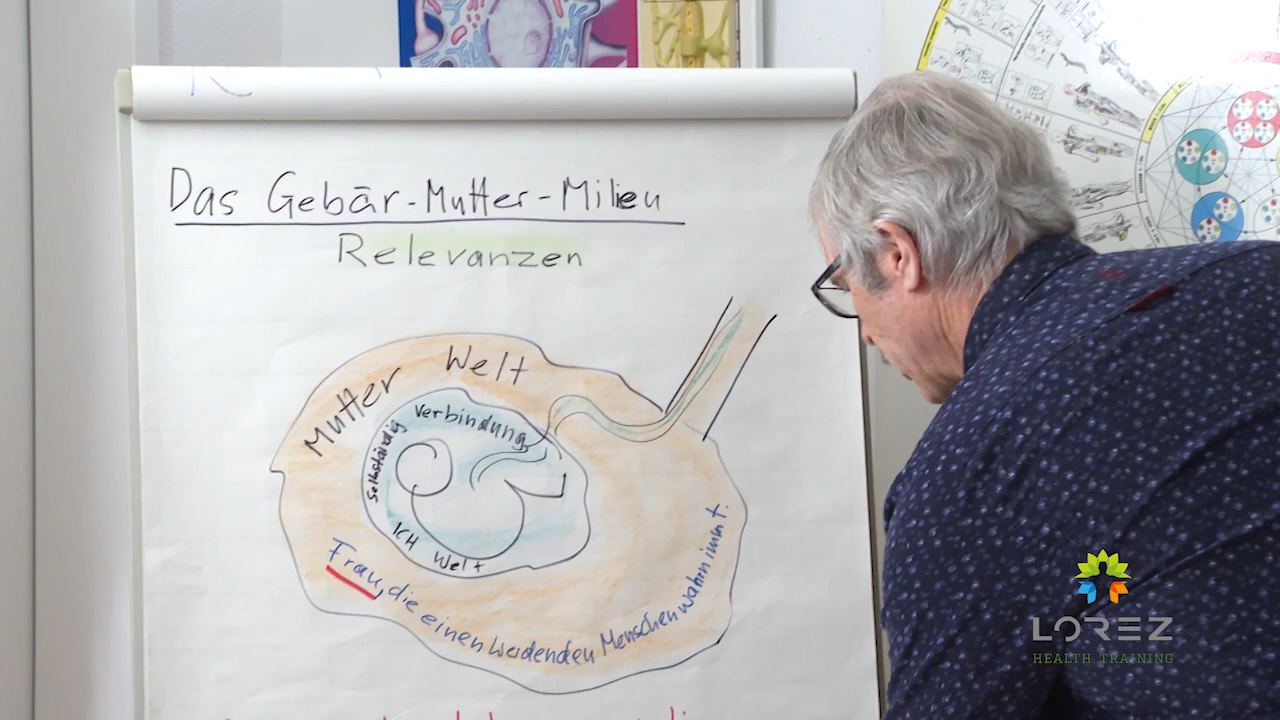 Das Gebär-Mutter-Milieu
Relevanzen
Mutter Welt
Verbindung
Selbständig
ICH Welt
Frau, die einen werdenden Menschen wahrnimmt.
LOREZ
HEALTH TRAINING